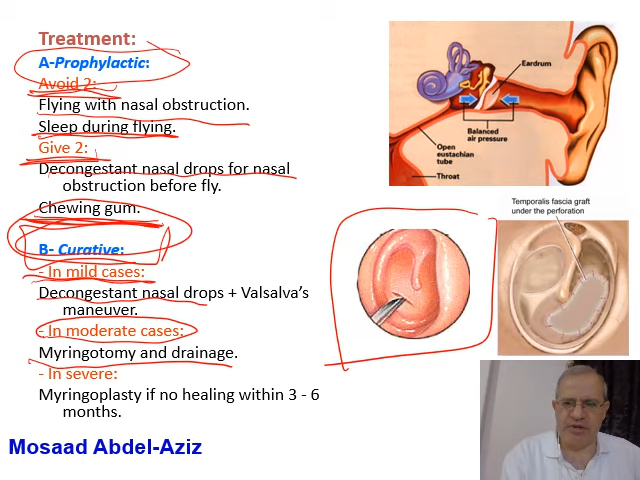 Treatment:
A-Prophylactic:
Avoid 2:
Flying with nasal obstruction.
Sleep during flying.
Give 2:
Decongestant nasal drops for nasal
obstruction before fly.
Chewing gum.
B- Curative:
- In mild cases:
Decongestant nasal drops + Valsalva’s
maneuver.
- In moderate cases:
Myringotomy and drainage.
- In severe:
Myringoplasty if no healing within 3 - 6
months.
Mosaad Abdel-Aziz
Eardrum
Balanced
air pressure
Open
eustachian
tube
Throat
Temporalis fascia graft
under the perforation